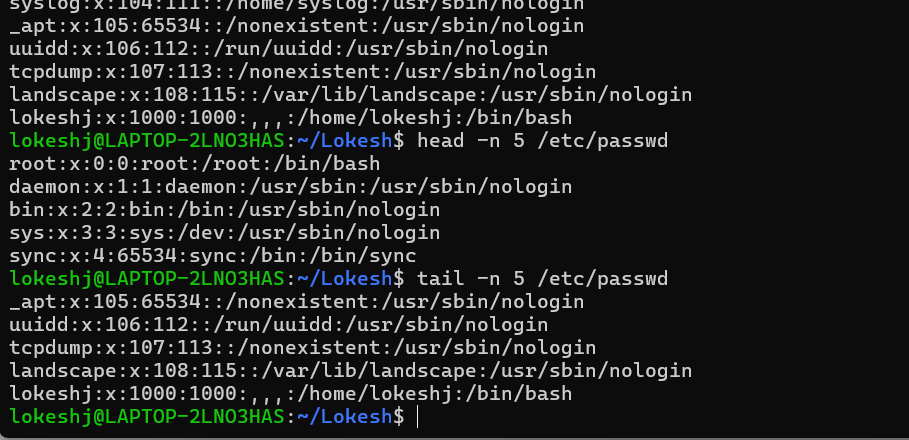 syslog:x:104:111::/home/syslog:/usr/sbin/nologin
_apt:x:105:65534::/nonexistent:/usr/sbin/nologin
uuidd:x:106:112::/run/uuidd:/usr/sbin/nologin
tcpdump:x:107:113::/nonexistent:/usr/sbin/nologin
landscape:x:108:115::/var/lib/landscape:/usr/sbin/nologin
lokeshj:x:1000:1000:,,,:/home/lokeshj:/bin/bash
lokeshj@LAPTOP-2LNO3HAS:~/Lokesh$ head -n 5 /etc/passwd
root:x:0:0:root:/root:/bin/bash
daemon:x:1:1:daemon:/usr/sbin:/usr/sbin/nologin
bin:x:2:2:bin:/bin:/usr/sbin/nologin
sys:x:3:3:sys:/dev:/usr/sbin/nologin
sync:x:4:65534:sync:/bin:/bin/sync
lokeshj@LAPTOP-2LNO3HAS:~/Lokesh$ tail -n 5 /etc/passwd
_apt:x:105:65534::/nonexistent:/usr/sbin/nologin
uuidd:x:106:112::/run/uuidd:/usr/sbin/nologin
tcpdump:x:107:113::/nonexistent:/usr/sbin/nologin
landscape:x:108:115::/var/lib/landscape:/usr/sbin/nologin
lokeshj:x:1000:1000:,,,:/home/lokeshj:/bin/bash
lokeshj@LAPTOP-2LNO3HAS:~/Lokesh$